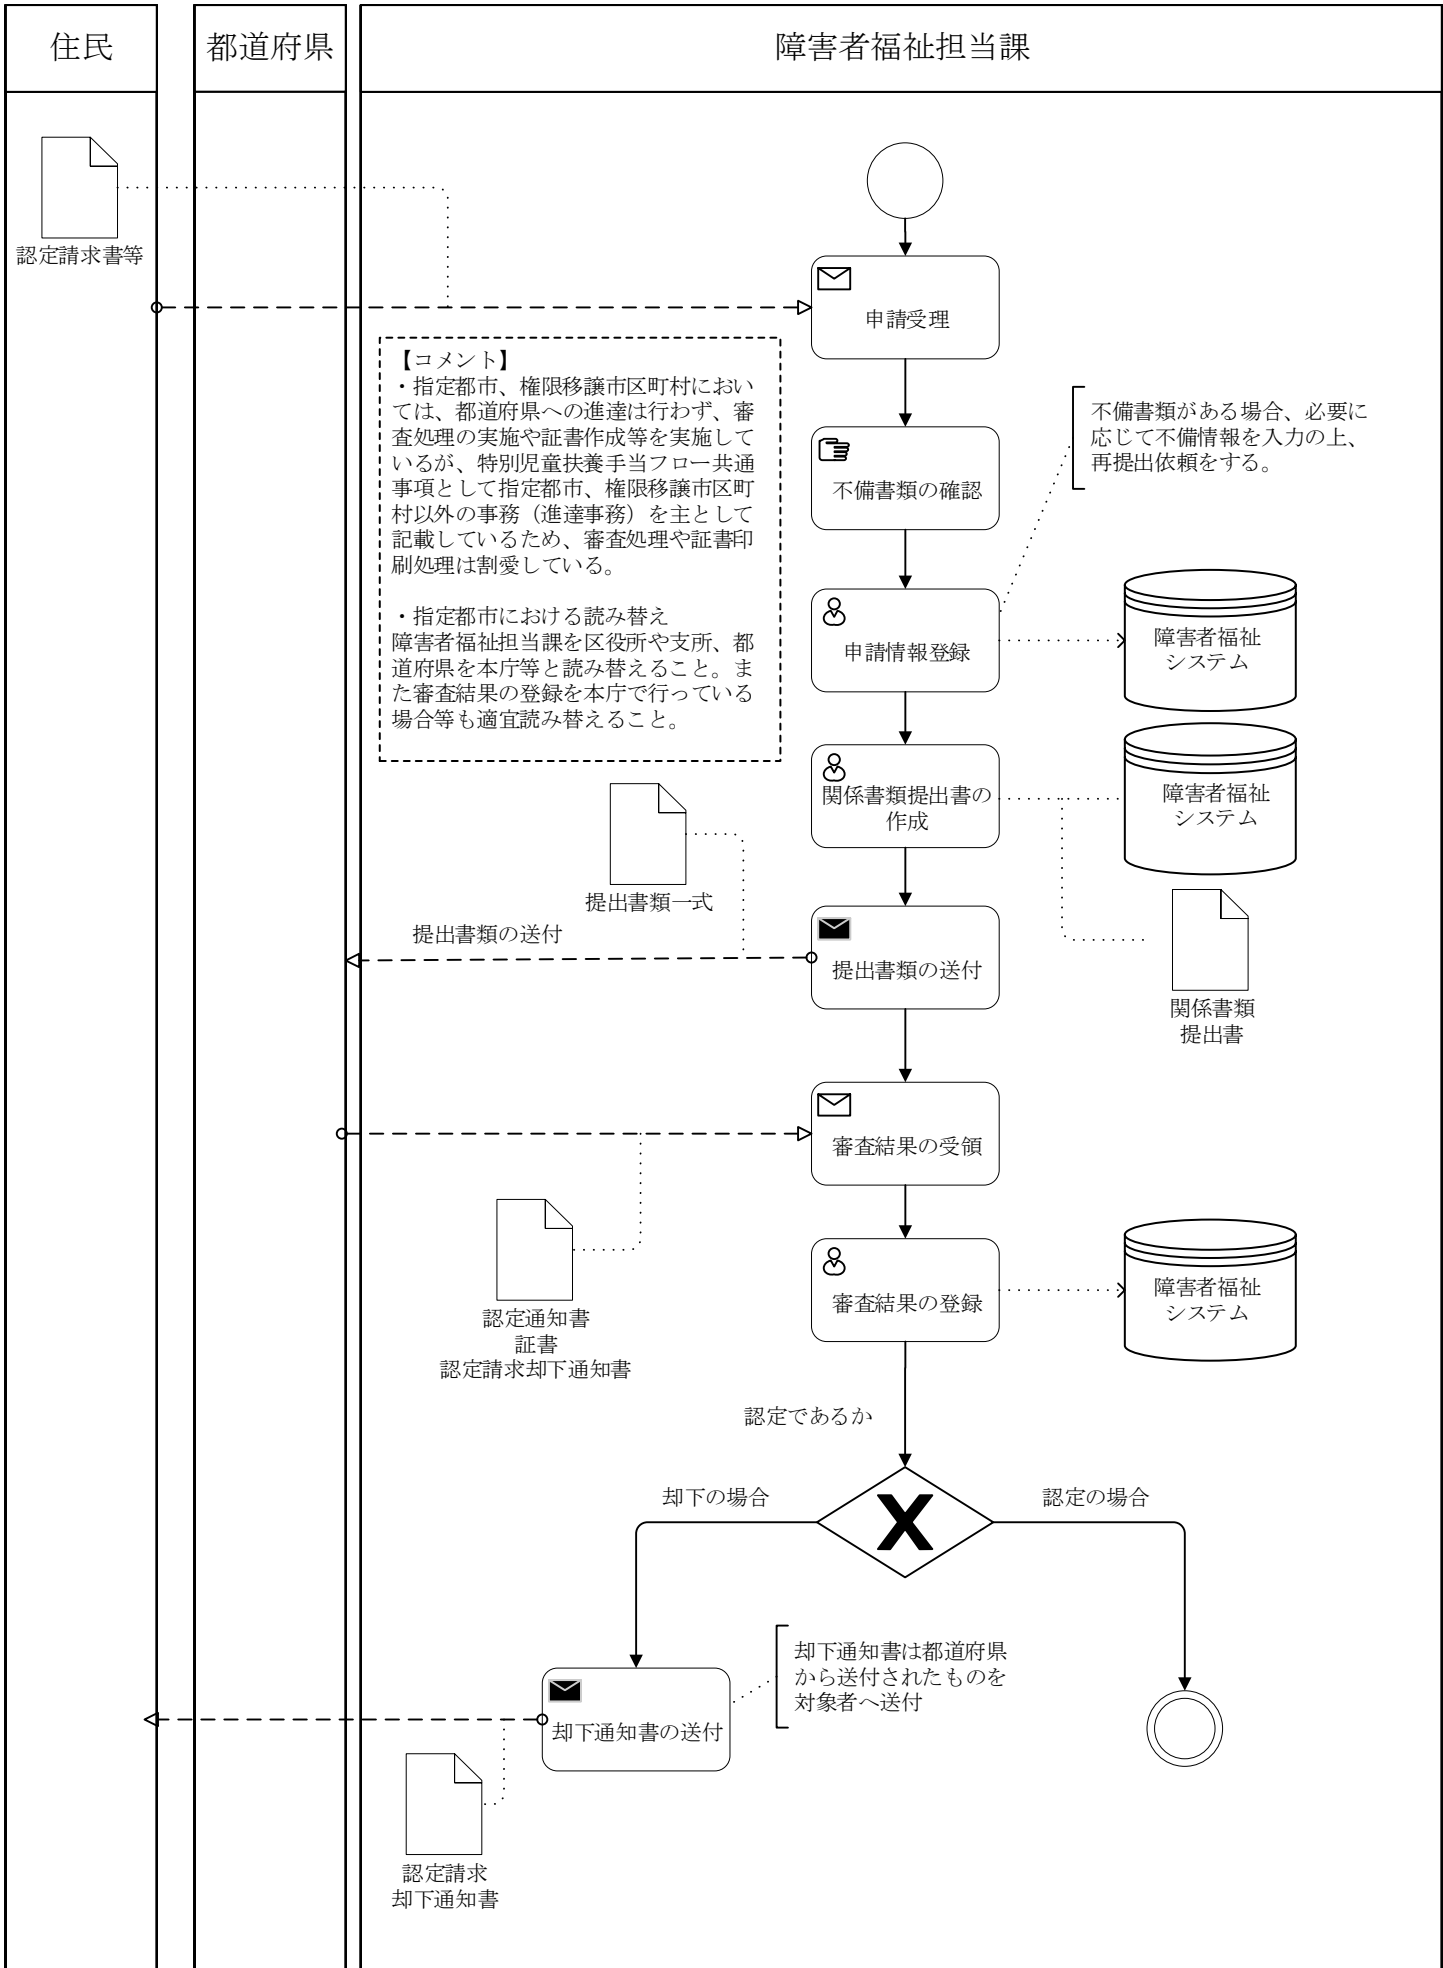 住民
都道府県
障害者福祉担当課
認定請求書等
申請受理
【コメント】
・指定都市、権限移譲市区町村におい
ては、都道府県への進達は行わず、審
査処理の実施や証書作成等を実施して
いるが、特別児童扶養手当フロー共通
事項として指定都市、権限移譲市区町
村以外の事務（進達事務）を主として
記載しているため、審査処理や証書印
刷処理は割愛している。
・指定都市における読み替え
障害者福祉担当課を区役所や支所、都
道府県を本庁等と読み替えること。ま
た審査結果の登録を本庁で行っている
場合等も適宜読み替えること。
不備書類がある場合、必要に
応じて不備情報を入力の上、
再提出依頼をする。
不備書類の確認
申請情報登録
障害者福祉
システム
関係書類提出書の
作成
障害者福祉
システム
提出書類一式
提出書類の送付
提出書類の送付
関係書類
提出書
審査結果の受領
認定通知書
証書
認定請求却下通知書
審査結果の登録
障害者福祉
システム
認定であるか
却下の場合
認定の場合
却下通知書は都道府県
から送付されたものを
対象者へ送付
却下通知書の送付
認定請求
却下通知書